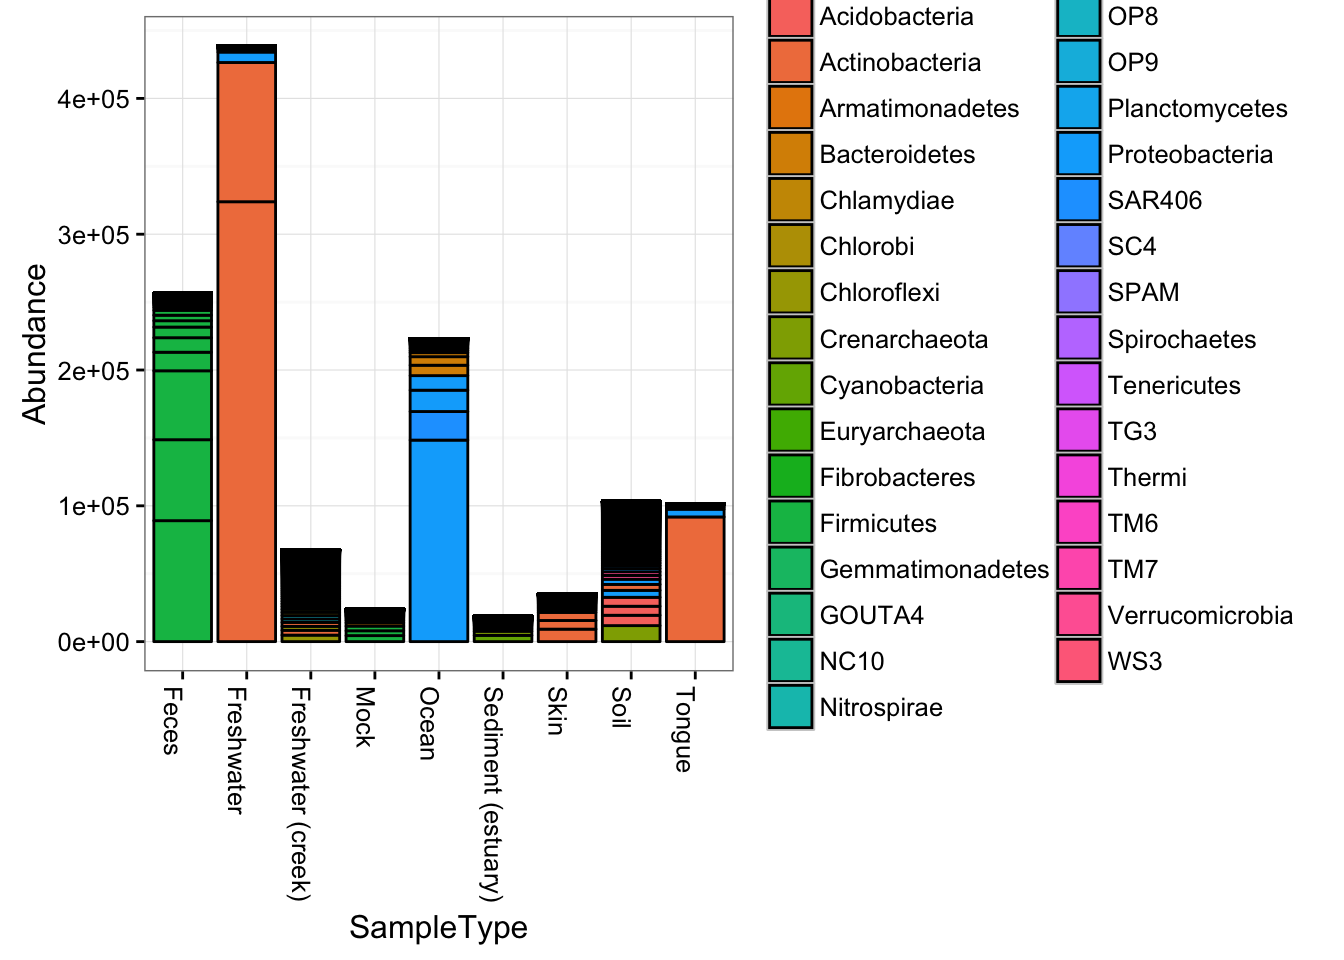 Abundance
4e+05
3e+05
2e+05
1e+05
0e+00
Feces
Freshwater
Freshwater (creek)
Mock
Ocean
Sediment (estuary)
Skin
Soil
Tongue
SampleType
Acidobacteria
Actinobacteria
Armatimonadetes
Bacteroidetes
Chlamydiae
Chlorobi
Chloroflexi
Crenarchaeota
Cyanobacteria
Euryarchaeota
Fibrobacteres
Firmicutes
Gemmatimonadetes
GOUTA4
NC10
Nitrospirae
OP8
OP9
Planctomycetes
Proteobacteria
SAR406
SC4
SPAM
Spirochaetes
Tenericutes
TG3
Thermi
TM6
TM7
Verrucomicrobia
WS3